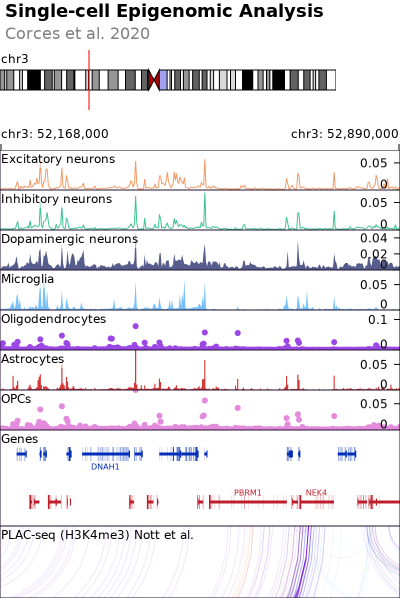 Single-cell Epigenomic Analysis
Corces et al. 2020
chr3
chr3: 52,168,000 chr3: 52,890,000
Excitatory neurons 0.05
0
Inhibitory neurons 0.05
0
Dopaminergic neurons 0.04
0.02
0
Microglia 0.05
0
Oligodendrocytes 0.1
0
Astrocytes 0.05
0
OPCs 0.05
0
Genes
DNAH1
PBRM1 NEK4
PLAC-seq (H3K4me3) Nott et al.